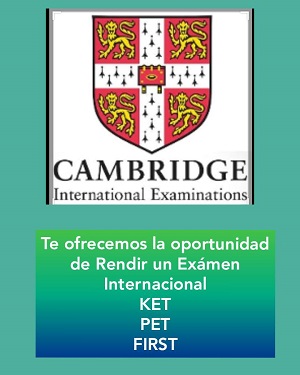 CAMBRIDGE
International Examinations
Te ofrecemos la oportunidad
de Rendir un Exámen
Internacional
KET
PET
FIRST